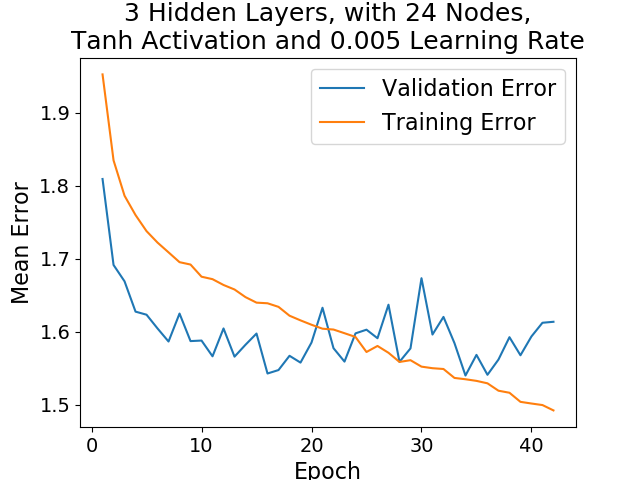 3 Hidden Layers, with 24 Nodes,
Tanh Activation and 0.005 Learning Rate
Validation Error
Training Error
Mean Error
1.9
1.8
1.7
1.6
1.5
0 10 20 30 40
Epoch